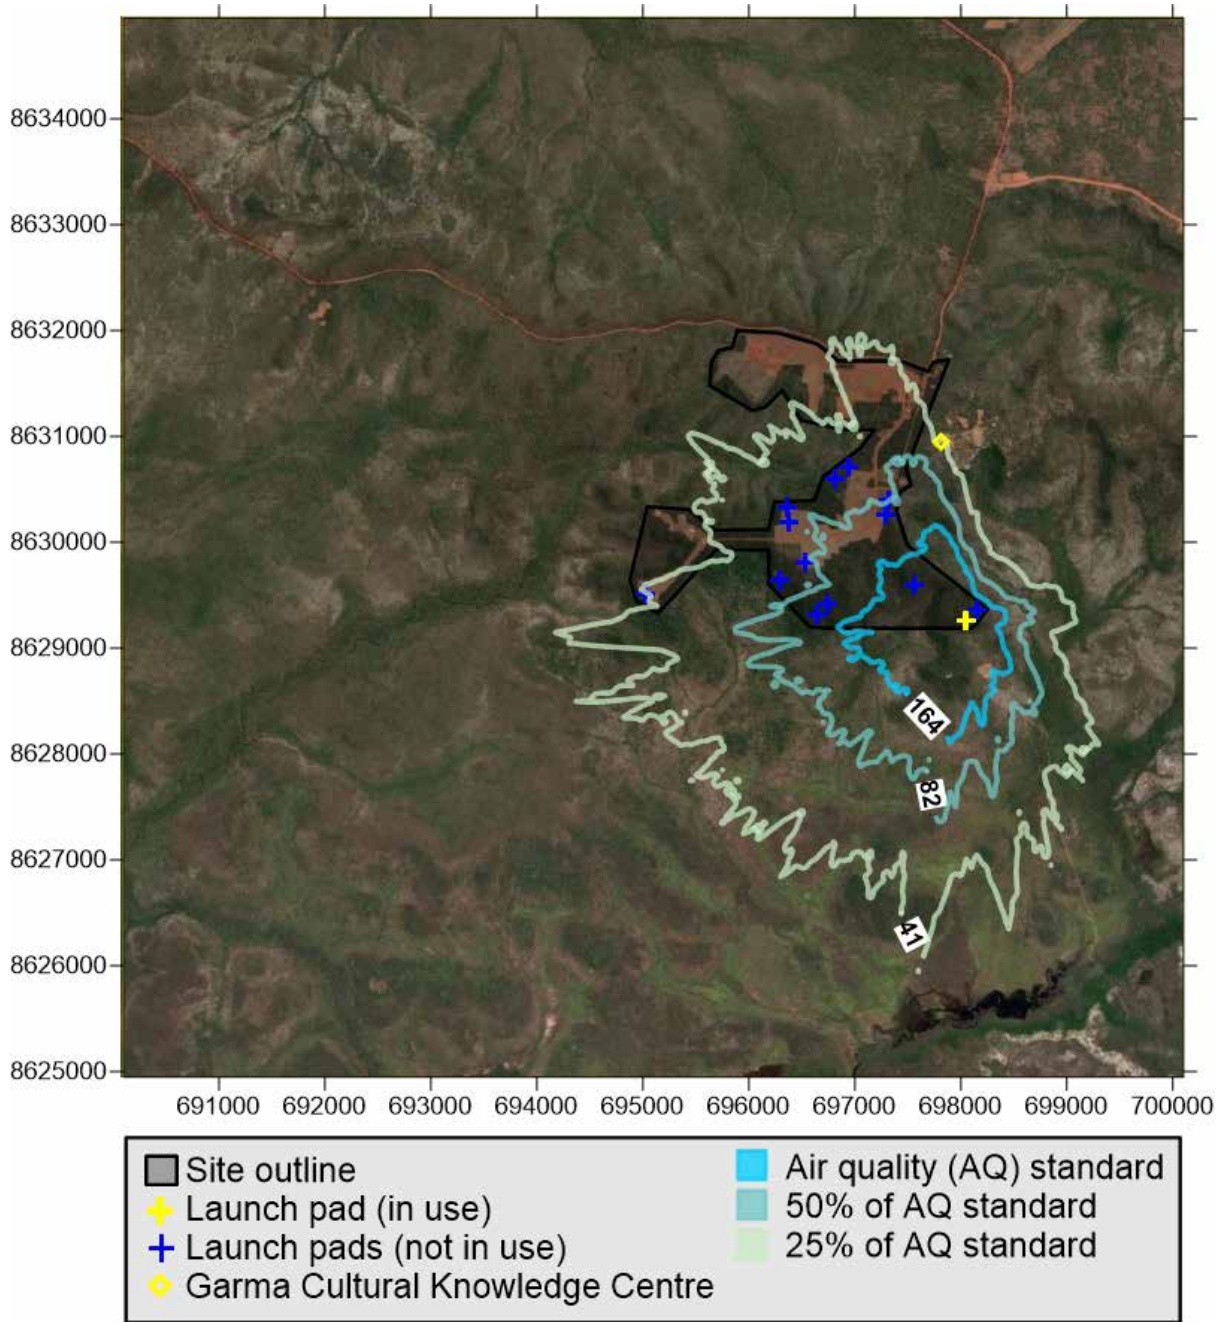 8634000
8633000
8632000
8631000
8630000
8629000
8628000
8627000
8626000
8625000
164
82
41
691000 692000 693000 694000 695000 696000 697000 698000 699000 700000
Site outline
Launch pad (in use)
Launch pads (not in use)
Garma Cultural Knowledge Centre
Air quality (AQ) standard
50% of AQ standard
25% of AQ standard